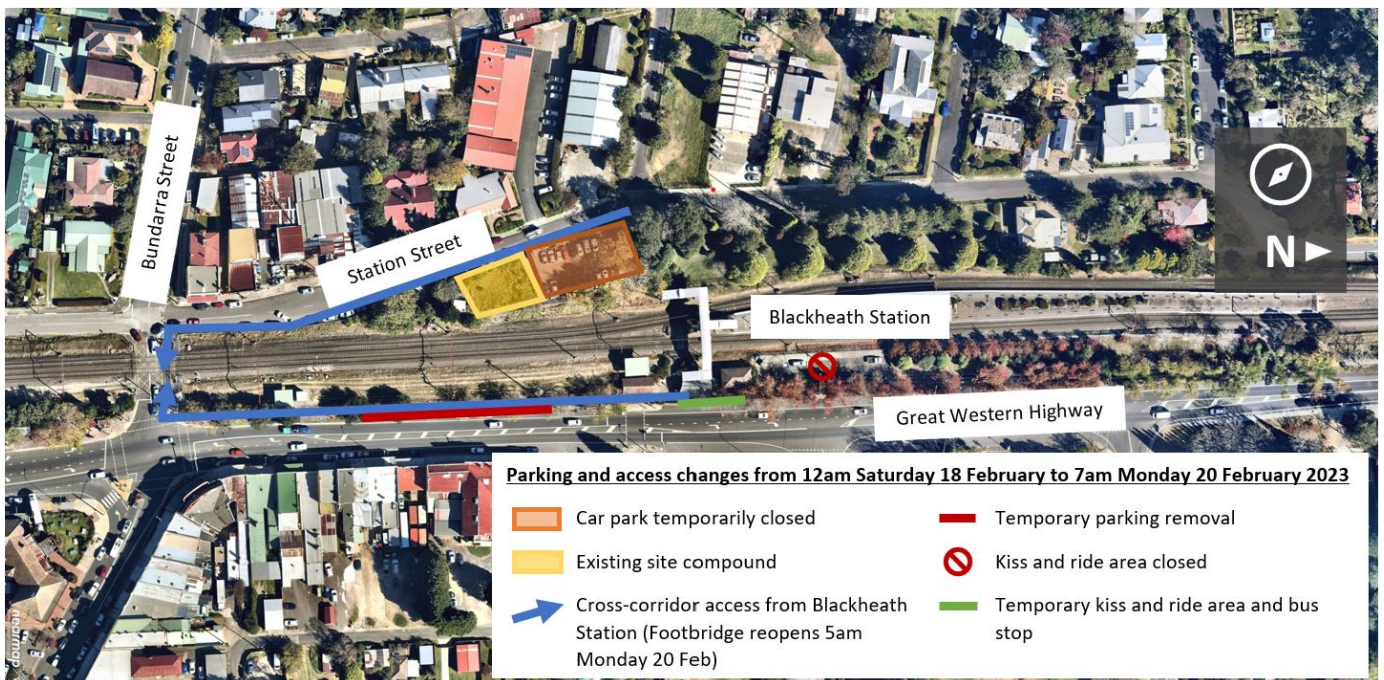 Bundarra Street
Station Street
N
Blackheath Station
Great Western Highway
Parking and access changes from 12am Saturday 18 February to 7am Monday 20 February 2023
Car park temporarily closed
Existing site compound
Cross-corridor access from Blackheath
Station (Footbridge reopens 5am
Monday 20 Feb)
Temporary parking removal
Kiss and ride area closed
Temporary kiss and ride area and bus
stop
nearmap